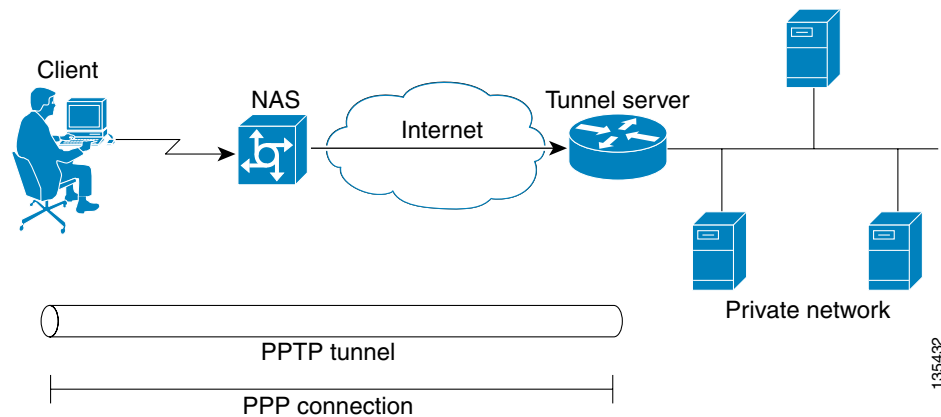 Client
NAS
Internet
Tunnel server
Private network
PPTP tunnel
PPP connection
135432